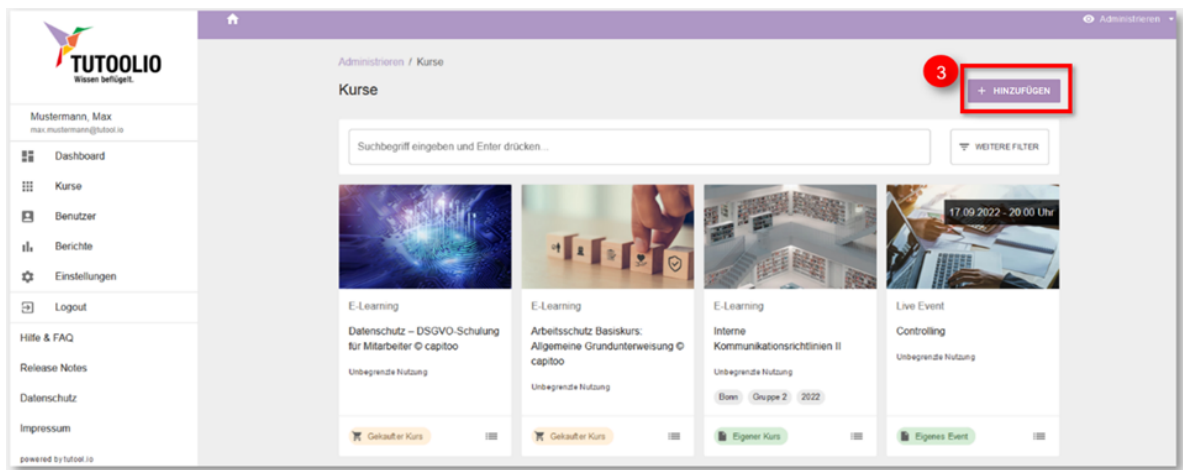 TUTOOLIO
Wissen beflügelt.
Mustermann, Max
max.mustermann@tutool.io
Dashboard
Kurse
Benutzer
Berichte
Einstellungen
Logout
Hilfe & FAQ
Release Notes
Datenschutz
Impressum
powered by tutool.io
Administrieren
Administrieren / Kurse
Kurse
3
+ HINZUFÜGEN
Suchbegriff eingeben und Enter drücken...
WEITERE FILTER
E-Learning
Datenschutz – DSGVO-Schulung
für Mitarbeiter © capitoo
Unbegrenzte Nutzung
Gekaufter Kurs
E-Learning
Arbeitsschutz Basiskurs:
Allgemeine Grundunterweisung ©
capitoo
Unbegrenzte Nutzung
Gekaufter Kurs
E-Learning
Interne
Kommunikationsrichtlinien II
Unbegrenzte Nutzung
Bonn Gruppe 2 2022
Eigener Kurs
17.09.2022 - 20:00 Uhr
Live Event
Controlling
Unbegrenzte Nutzung
Eigenes Event